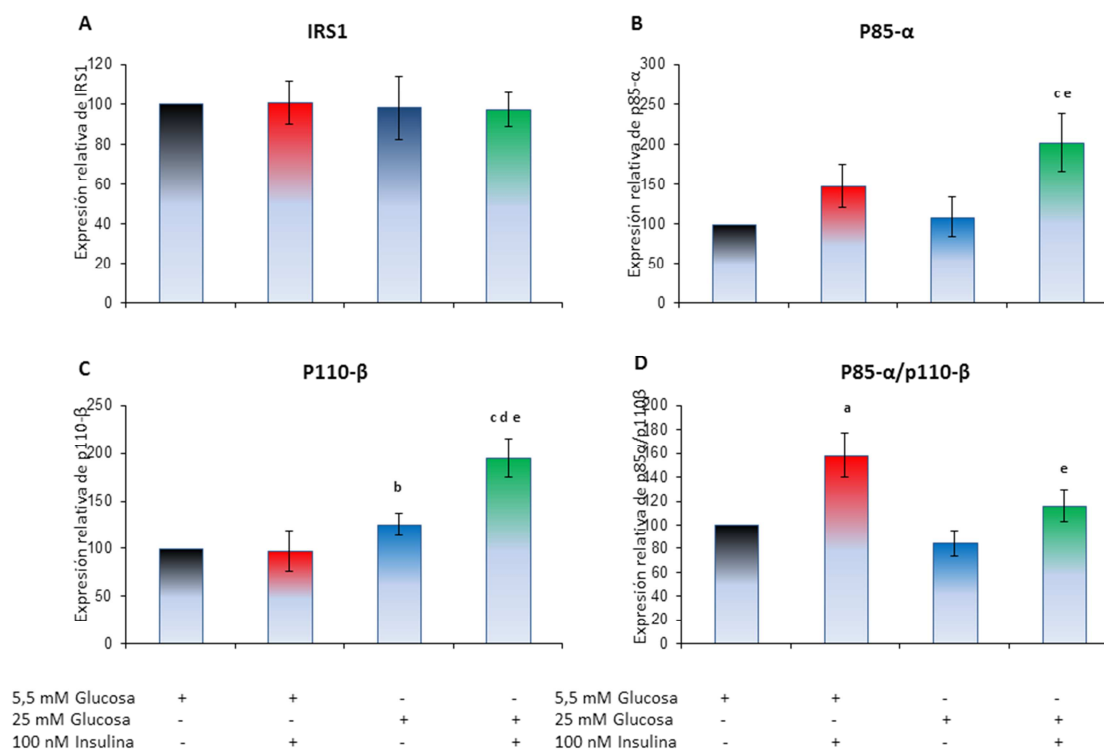 A
IRS1
Expresión relativa de IRS1
120
100
80
60
40
20
0
B
P85-α
Expresión relativa de p85-α
300
250
200
150
100
50
0
c e
C
P110-β
Expresión relativa de p110-β
250
200
150
100
50
0
b
c d e
D
P85-α/p110-β
Expresión relativa de p85α/p110β
200
180
160
140
120
100
80
60
40
20
0
a
e
5,5 mM Glucosa + + - -
25 mM Glucosa - - + +
100 nM Insulina - + - +
5,5 mM Glucosa + + - -
25 mM Glucosa - - + +
100 nM Insulina - + - +